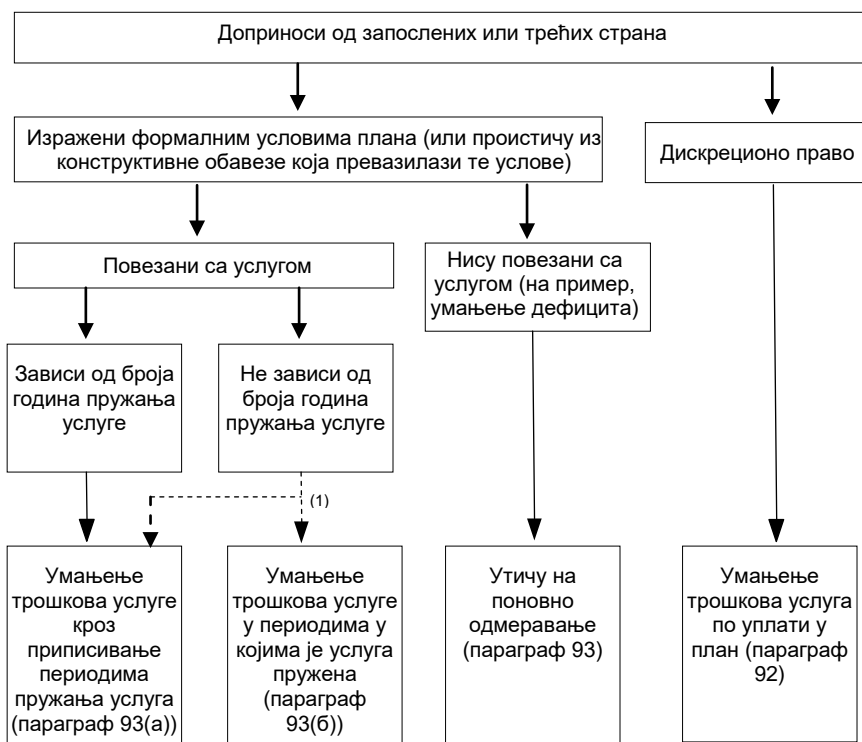 Доприноси од запослених или трећих страна
Изражени формалним условима плана (или проистичу из
конструктивне обавезе која превазилази те услове)
Дискреционо право
Повезани са услугом
Нису повезани са
услугом (на пример,
умањење дефицита)
Зависи од броја
година пружања
услуге
Не зависи од
броја година
пружања услуге
(1)
Умањење
трошкова услуге
кроз
приписивање
периодима
пружања услуга
(параграф 93(а))
Умањење
трошкова услуге
у периодима у
којима је услуга
пружена
(параграф
93(б))
Утичу на
поновно
одмеравање
(параграф 93)
Умањење
трошкова услуга
по уплати у
план (параграф
92)